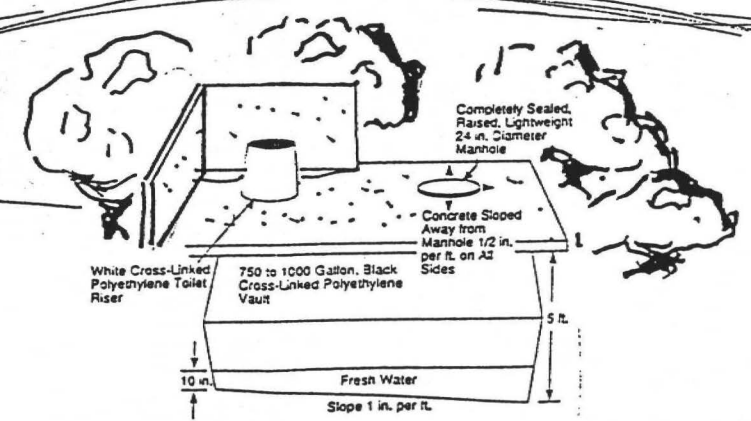 Completely Sealed,
Raised, Lightweight
24 in. Diameter
Manhole
Concrete Sloped
Away from
Manhole 1/2 in.
per ft. on All
Sides
White Cross-Linked
Polyethylene Toilet
Riser
750 to 1000 Gallon, Black
Cross-Linked Polyethylene
Vault
5 ft.
10 in.
Fresh Water
Slope 1 in. per ft.